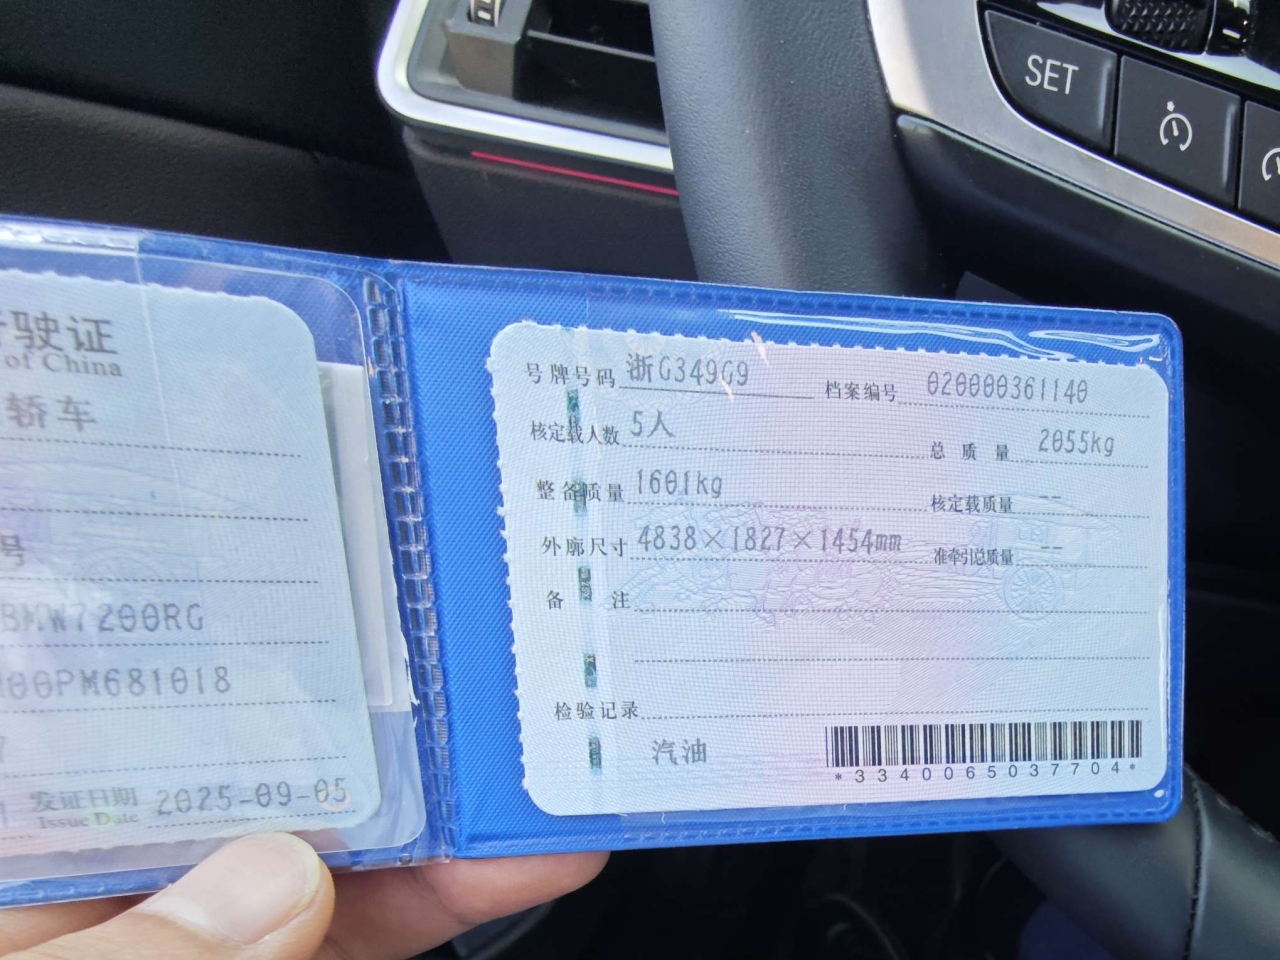 SET
驶证
of China
轿车
号
BMW7200RG
00PM681018
发证日期 2025-09-05
Issue Date
号牌号码 浙G349G9 档案编号 020000361140
核定载人数 5人 总质量 2055kg
整备质量 1601kg 核定载质量 --
外廓尺寸 4838×1827×1454mm 准牵引总质量 --
备注
检验记录
汽油
*3340065037704*